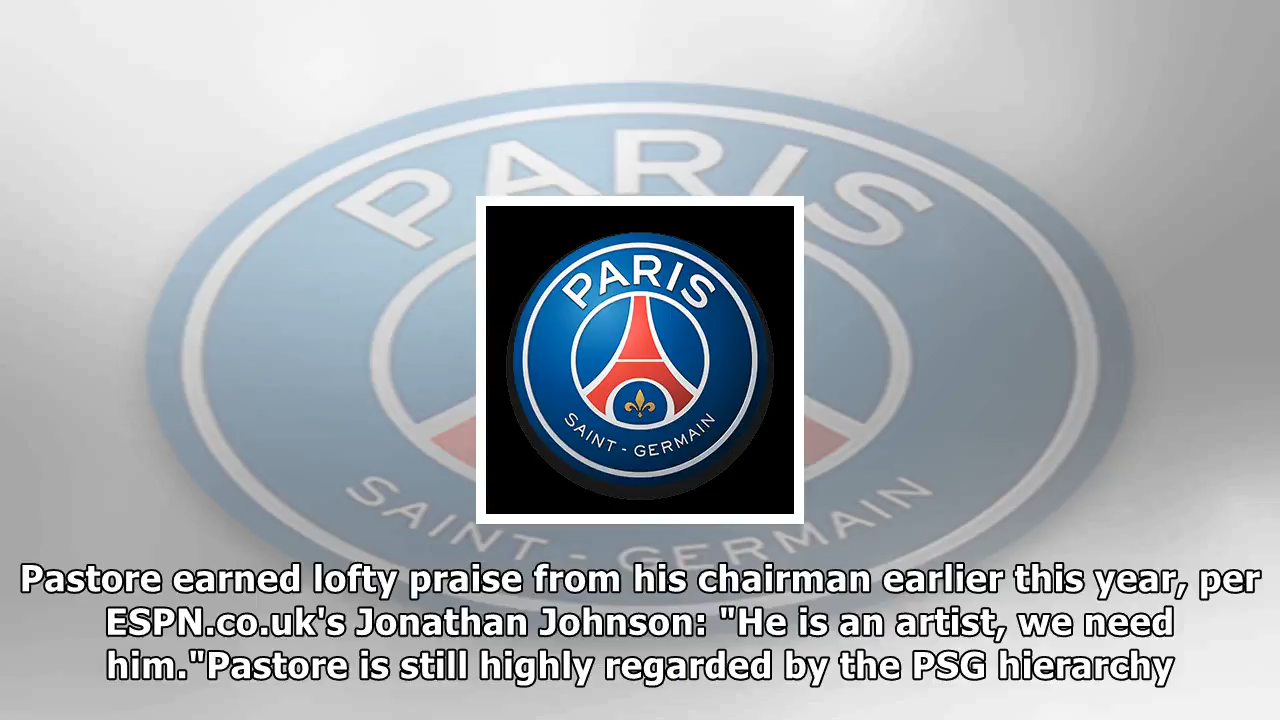 PARIS
SAINT - GERMAIN
PARIS
SAINT - GERMAIN
Pastore earned lofty praise from his chairman earlier this year, per
ESPN.co.uk's Jonathan Johnson: "He is an artist, we need
him."Pastore is still highly regarded by the PSG hierarchy